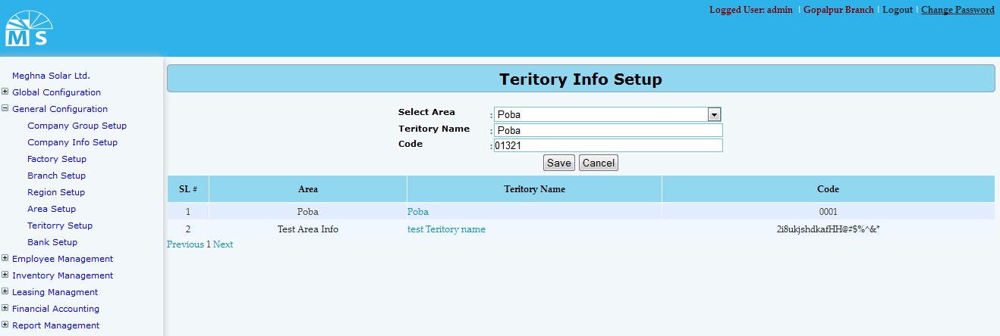 Logged User: admin | Gopalpur Branch | Logout | Change Password
M S
Meghna Solar Ltd.
Global Configuration
General Configuration
Company Group Setup
Company Info Setup
Factory Setup
Branch Setup
Region Setup
Area Setup
Teritorry Setup
Bank Setup
Employee Management
Inventory Management
Leasing Managment
Financial Accounting
Report Management
Teritory Info Setup
Select Area : Poba
Teritory Name : Poba
Code : 01321
Save Cancel
SL # Area Teritory Name Code
1 Poba Poba 0001
2 Test Area Info test Teritory name 2i8ukjshdkafHH@#$%^&*
Previous 1 Next